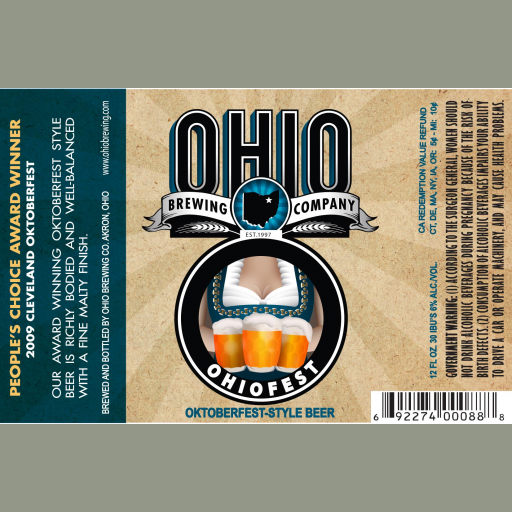 PEOPLE'S CHOICE AWARD WINNER
2009 CLEVELAND OKTOBERFEST
OUR AWARD WINNING OKTOBERFEST STYLE
BEER IS RICHLY BODIED AND WELL-BALANCED
WITH A FINE MALTY FINISH.
www.ohiobrewing.com
BREWED AND BOTTLED BY OHIO BREWING CO. AKRON, OHIO
OHIO
BREWING COMPANY
EST.1997
OHIOFEST
OKTOBERFEST-STYLE BEER
CA REDEMPTION VALUE REFUND
CT, DE, MA, NY, IA, OR: 5¢ - MI: 10¢
12 FL OZ. 30 IBU'S 6% ALC./VOL.
GOVERNMENT WARNING: (1) ACCORDING TO THE SURGEON GENERAL, WOMEN SHOULD
NOT DRINK ALCOHOLIC BEVERAGES DURING PREGNANCY BECAUSE OF THE RISK OF
BIRTH DEFECTS. (2) CONSUMPTION OF ALCOHOLIC BEVERAGES IMPAIRS YOUR ABILITY
TO DRIVE A CAR OR OPERATE MACHINERY, AND MAY CAUSE HEALTH PROBLEMS.
6 92274 00088 8